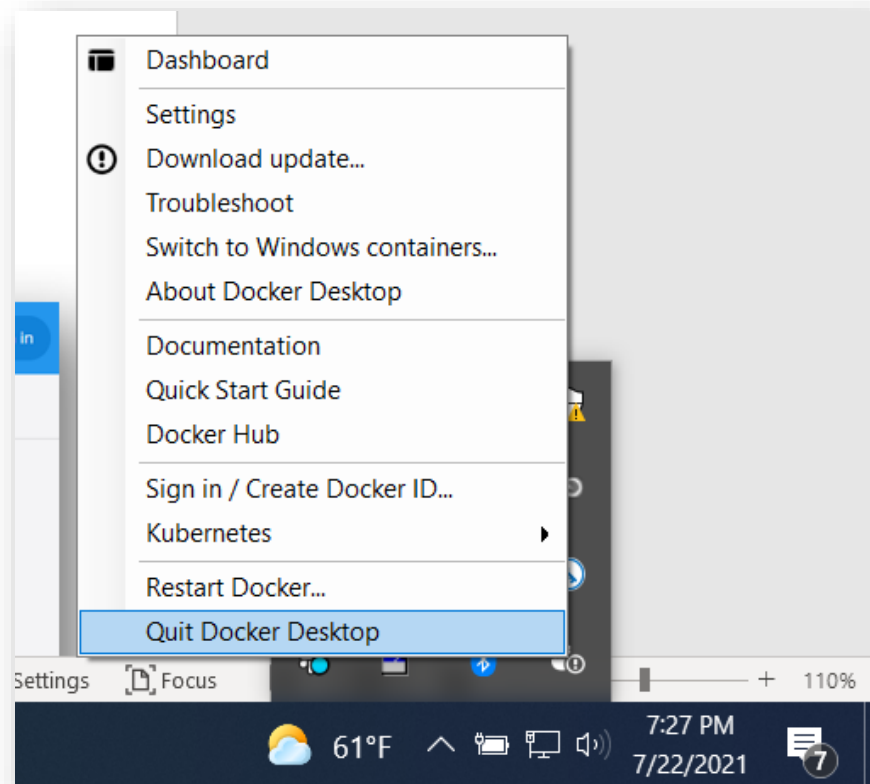 Dashboard
Settings
Download update...
Troubleshoot
Switch to Windows containers...
About Docker Desktop
in
Documentation
Quick Start Guide
Docker Hub
Sign in / Create Docker ID...
Kubernetes
Restart Docker...
Quit Docker Desktop
Settings Focus 110%
61°F 7:27 PM
7/22/2021 7